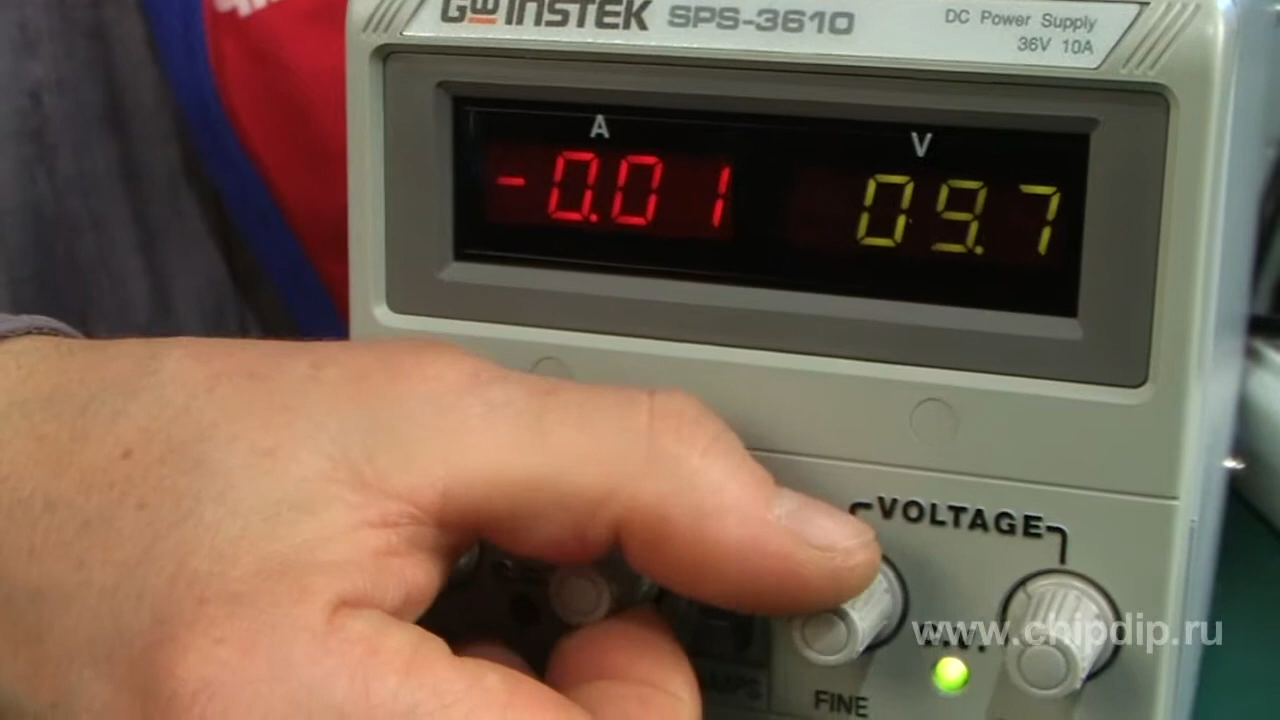 GWINSTEK SPS-3610
DC Power Supply
36V 10A
A
V
-0.01
09.7
VOLTAGE
www.chipdip.ru
FINE